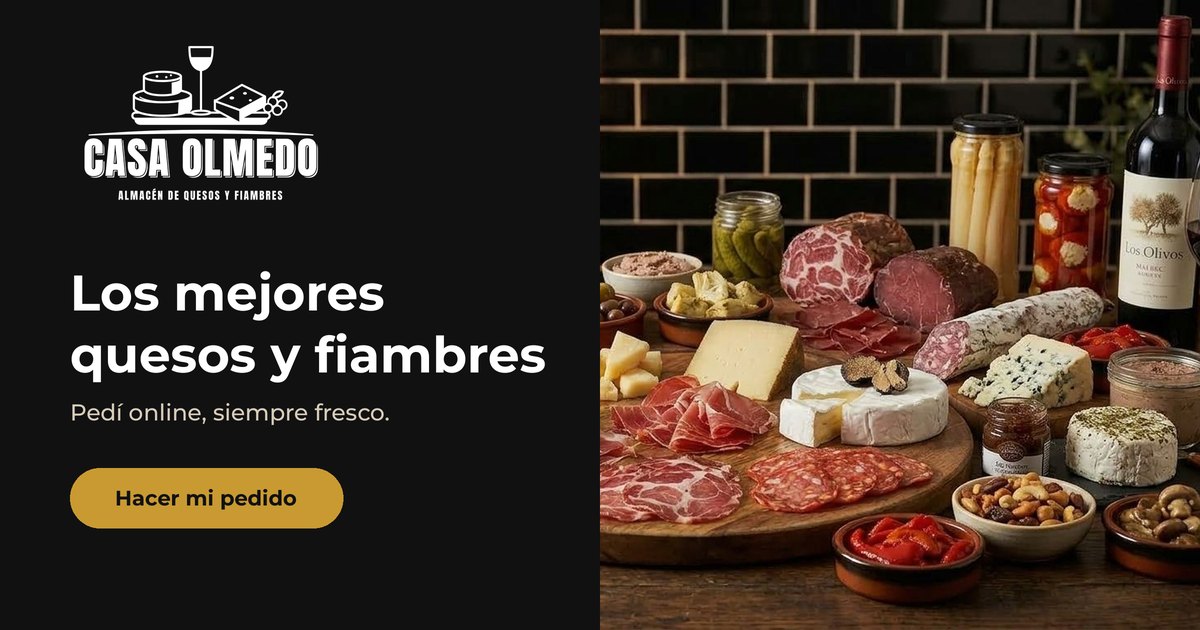 CASA OLMEDO
ALMACÉN DE QUESOS Y FIAMBRES
Los mejores
quesos y fiambres
Pedí online, siempre fresco.
Hacer mi pedido
Los Olivos
MALBEC